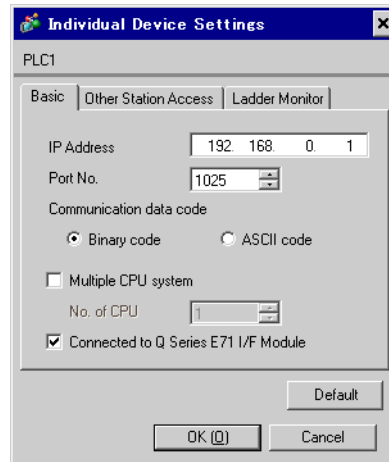 Individual Device Settings
PLC1
Basic Other Station Access Ladder Monitor
IP Address 192. 168. 0. 1
Port No. 1025
Communication data code
Binary code ASCII code
Multiple CPU system
No. of CPU 1
Connected to Q Series E71 I/F Module
Default
OK (O) Cancel